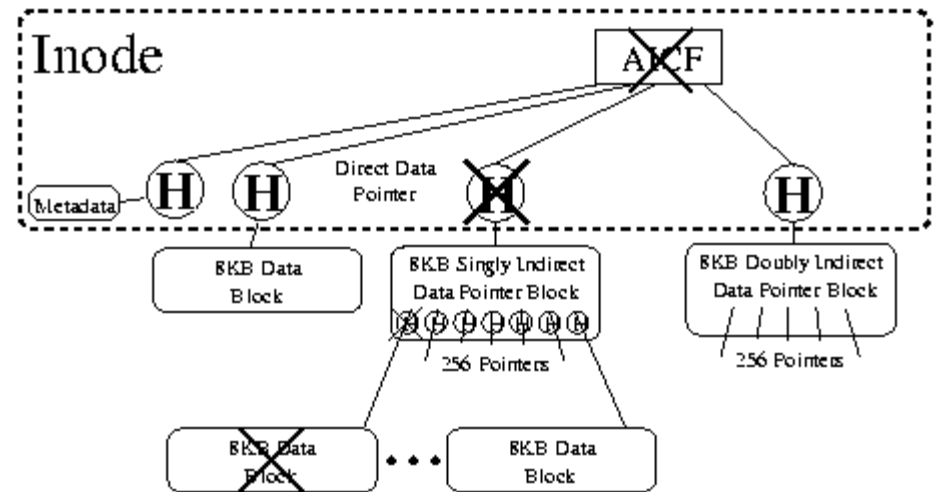 Inode
AICF
Direct Data
Pointer
H
H
H
H
Metadata
8KB Data
Block
8KB Singly Indirect
Data Pointer Block
H H H H H H H
256 Pointers
8KB Doubly Indirect
Data Pointer Block
256 Pointers
8KB Data
Block
8KB Data
Block